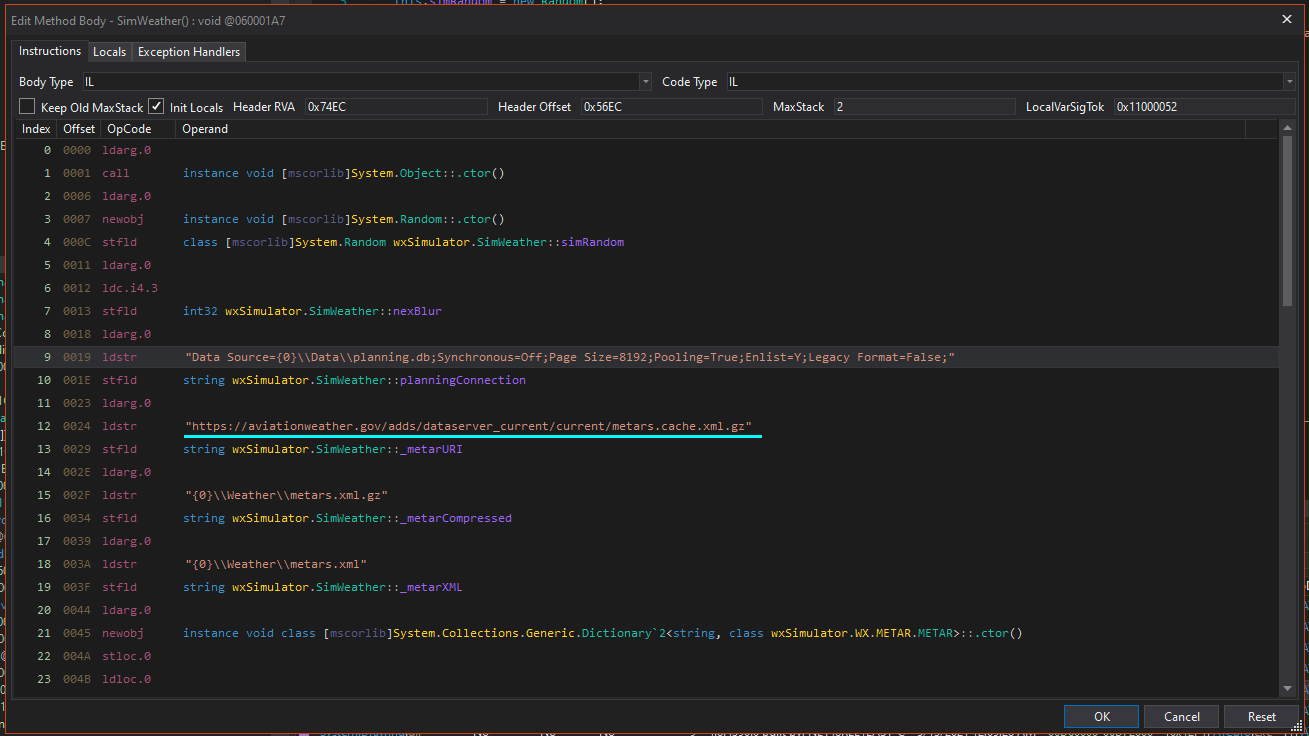 this.simRandom = new Random();
Edit Method Body - SimWeather() : void @060001A7
Instructions Locals Exception Handlers
Body Type IL Code Type IL
Keep Old MaxStack Init Locals Header RVA 0x74EC Header Offset 0x56EC MaxStack 2 LocalVarSigTok 0x11000052
Index Offset OpCode Operand
0 0000 ldarg.0
1 0001 call instance void [mscorlib]System.Object::.ctor()
2 0006 ldarg.0
3 0007 newobj instance void [mscorlib]System.Random::.ctor()
4 000C stfld class [mscorlib]System.Random wxSimulator.SimWeather::simRandom
5 0011 ldarg.0
6 0012 ldc.i4.3
7 0013 stfld int32 wxSimulator.SimWeather::nexBlur
8 0018 ldarg.0
9 0019 ldstr "Data Source={0}\\Data\\planning.db;Synchronous=Off;Page Size=8192;Pooling=True;Enlist=Y;Legacy Format=False;"
10 001E stfld string wxSimulator.SimWeather::planningConnection
11 0023 ldarg.0
12 0024 ldstr "https://aviationweather.gov/adds/dataserver_current/current/metars.cache.xml.gz"
13 0029 stfld string wxSimulator.SimWeather::_metarURI
14 002E ldarg.0
15 002F ldstr "{0}\\Weather\\metars.xml.gz"
16 0034 stfld string wxSimulator.SimWeather::_metarCompressed
17 0039 ldarg.0
18 003A ldstr "{0}\\Weather\\metars.xml"
19 003F stfld string wxSimulator.SimWeather::_metarXML
20 0044 ldarg.0
21 0045 newobj instance void class [mscorlib]System.Collections.Generic.Dictionary`2<string, class wxSimulator.WX.METAR.METAR>::.ctor()
22 004A stloc.0
23 004B ldloc.0
OK Cancel Reset